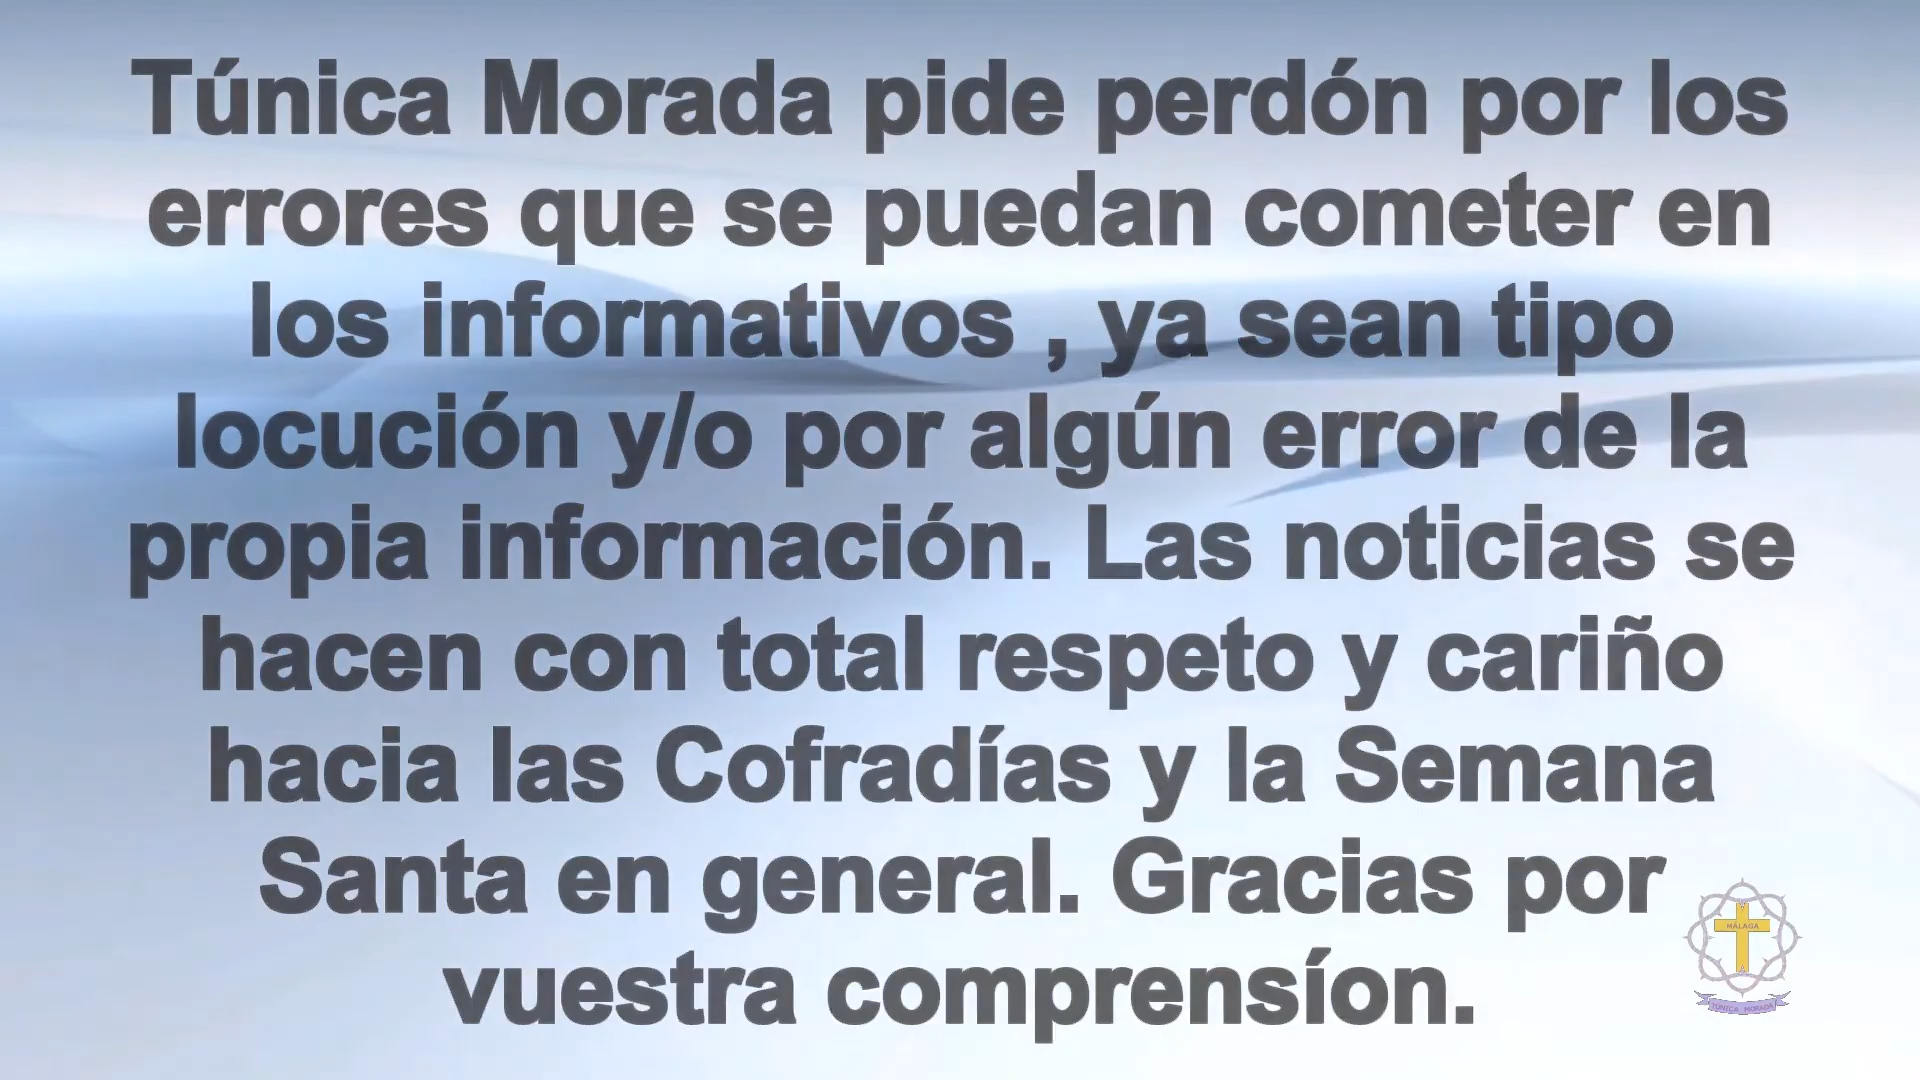 Túnica Morada pide perdón por los
errores que se puedan cometer en
los informativos , ya sean tipo
locución y/o por algún error de la
propia información. Las noticias se
hacen con total respeto y cariño
hacia las Cofradías y la Semana
Santa en general. Gracias por
vuestra comprensíon.
MÁLAGA
TÚNICA MORADA